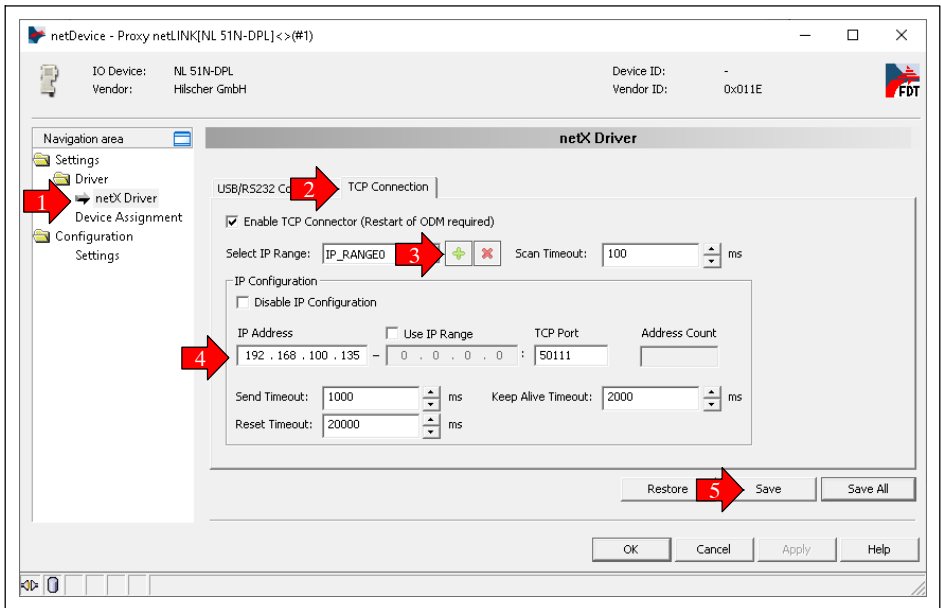 netDevice - Proxy netLINK[NL 51N-DPL]<>(#1)
IO Device: NL 51N-DPL Device ID: -
Vendor: Hilscher GmbH Vendor ID: 0x011E
FDT
Navigation area netX Driver
Settings
Driver
1 netX Driver
Device Assignment
Configuration
Settings
USB/RS232 2 TCP Connection
Enable TCP Connector (Restart of ODM required)
Select IP Range: IP_RANGE0 3 Scan Timeout: 100 ms
IP Configuration
Disable IP Configuration
IP Address Use IP Range TCP Port Address Count
4 192 . 168 . 100 . 135 - 0 . 0 . 0 . 0 : 50111
Send Timeout: 1000 ms Keep Alive Timeout: 2000 ms
Reset Timeout: 20000 ms
Restore 5 Save Save All
OK Cancel Apply Help